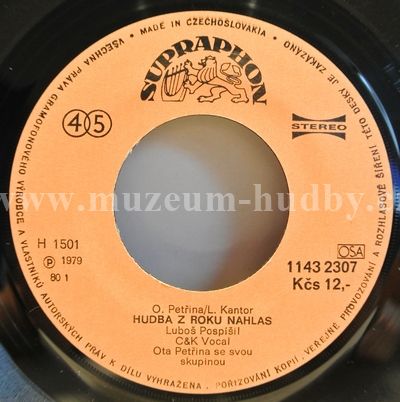 VŠECHNA PRÁVA GRAMOFONOVÉHO VÝROBCE A VLASTNÍKŮ AUTORSKÝCH PRÁV K DÍLU VYHRAŽENA. POŘIZOVÁNÍ KOPIÍ, VEŘEJNÉ PROVOZOVÁNÍ A ROZHLASOVÉ ŠÍŘENÍ TÉTO DESKY JE ZAKÁZÁNO • MADE IN CZECHOSLOVAKIA •
SUPRAPHON
45
STEREO
www.muzeum-hudby.
H 1501
℗ 1979
80 1
OSA
1143 2307
Kčs 12,-
O. Petřina/L. Kantor
HUDBA Z ROKU NAHLAS
Luboš Pospíšil
C&K Vocal
Ota Petřina se svou
skupinou